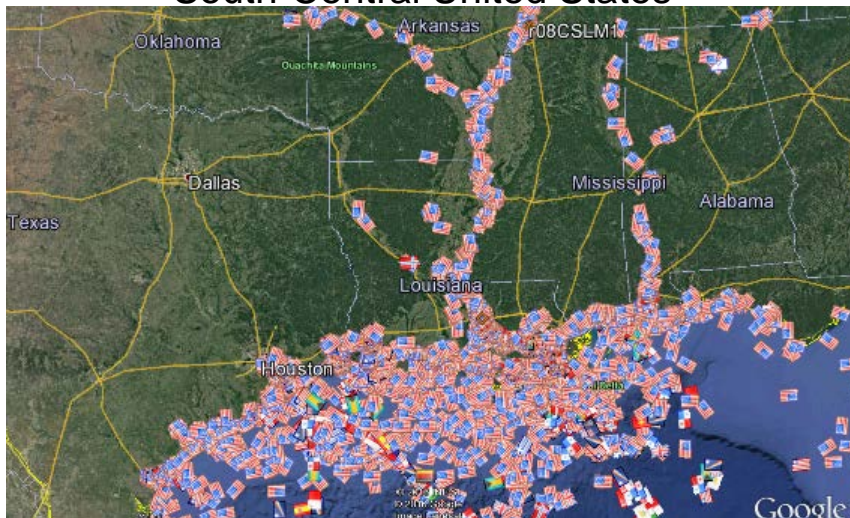 South Central United States
Oklahoma
Arkansas
r08CSLM1
Ouachita Mountains
Dallas
Mississippi
Alabama
Texas
Louisiana
Houston
Google